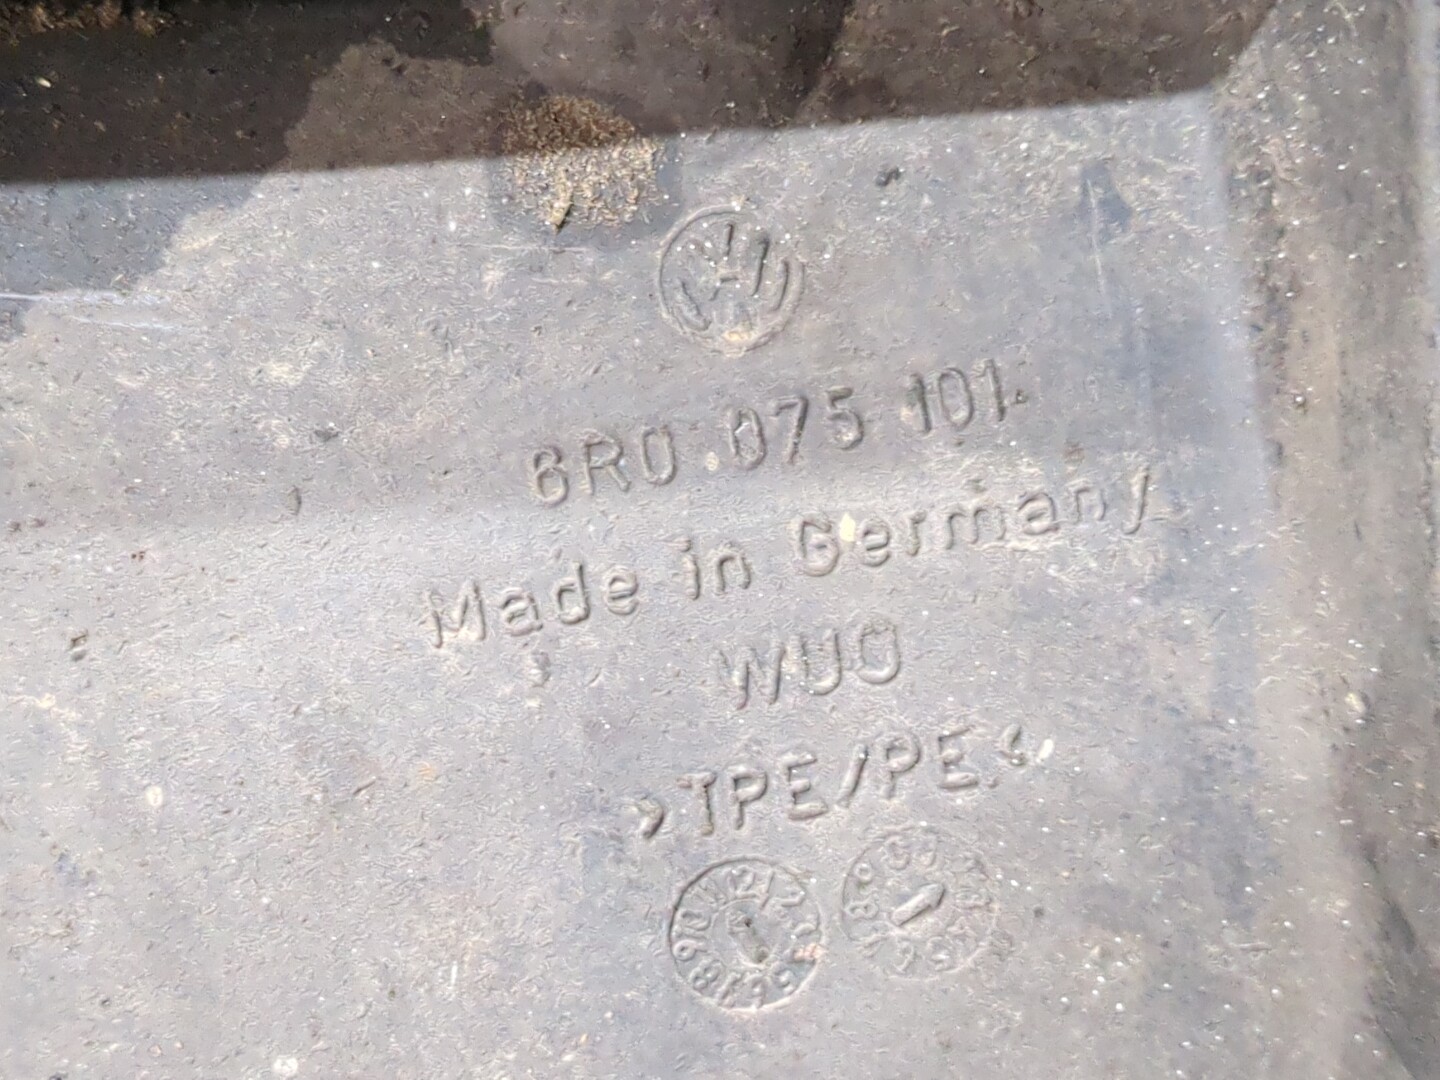 6R0 075 101
Made in Germany
WUO
>TPE/PE<